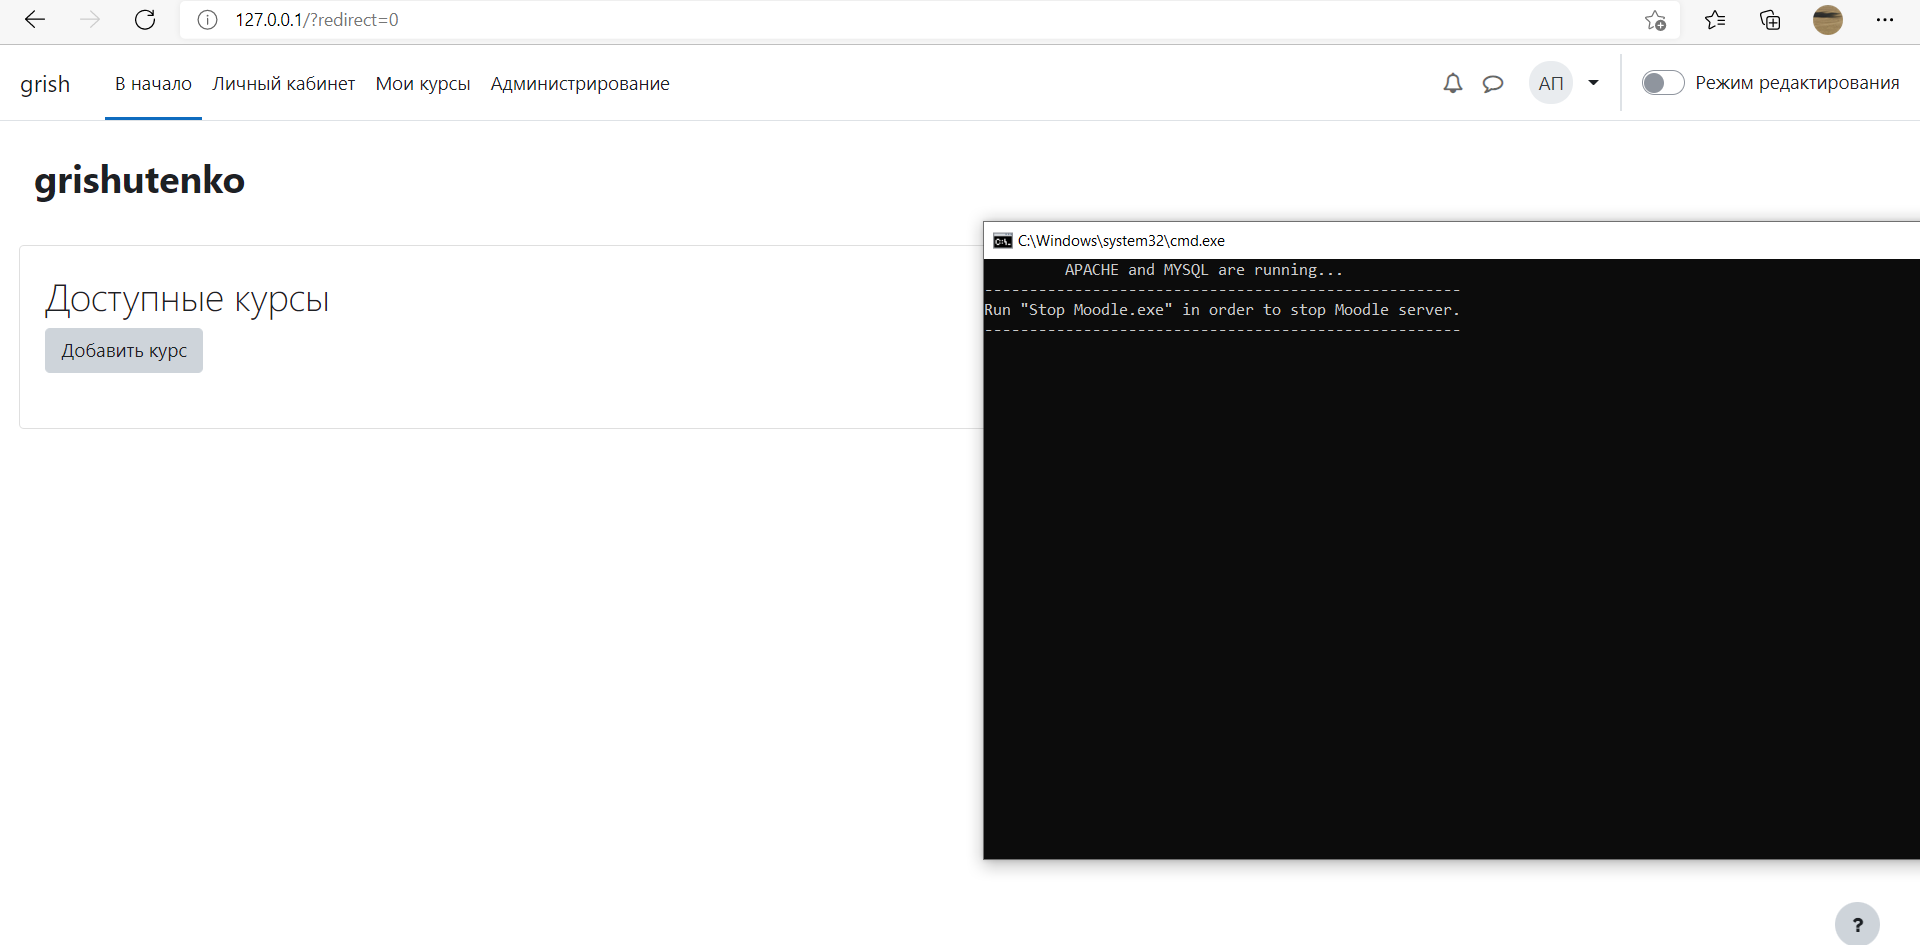 127.0.0.1/?redirect=0
grish В начало Личный кабинет Мои курсы Администрирование АП Режим редактирования
grishutenko
Доступные курсы
Добавить курс
C:\Windows\system32\cmd.exe
APACHE and MYSQL are running...
-----------------------------------------------------
Run "Stop Moodle.exe" in order to stop Moodle server.
-----------------------------------------------------
?